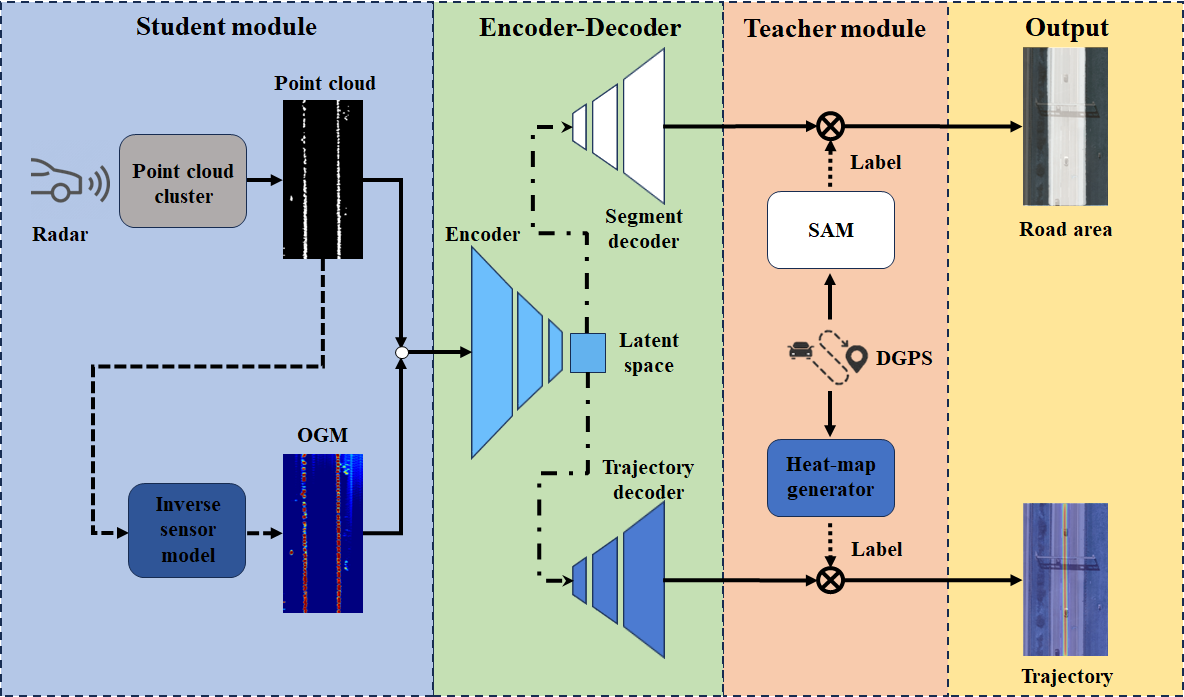 Student module
Encoder-Decoder
Teacher module
Output
Point cloud
Point cloud
cluster
Radar
Label
Segment
decoder
SAM
Road area
Encoder
Latent
space
DGPS
OGM
Inverse
sensor
model
Trajectory
decoder
Heat-map
generator
Label
Trajectory